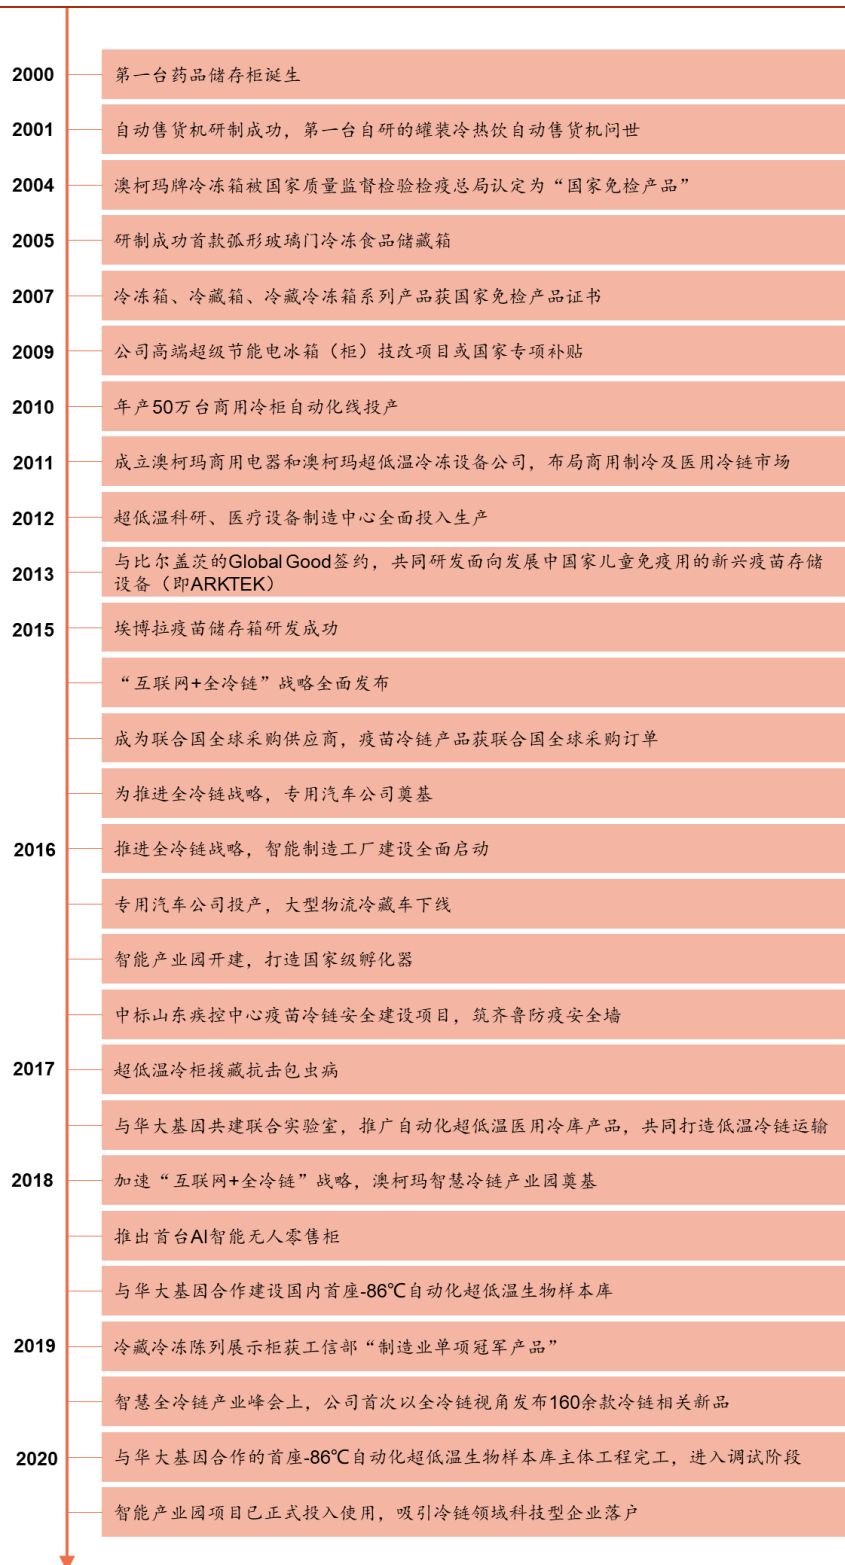 2000 第一台药品储存柜诞生
2001 自动售货机研制成功，第一台自研的罐装冷热饮自动售货机问世
2004 澳柯玛牌冷冻箱被国家质量监督检验检疫总局认定为“国家免检产品”
2005 研制成功首款弧形玻璃门冷冻食品储藏箱
2007 冷冻箱、冷藏箱、冷藏冷冻箱系列产品获国家免检产品证书
2009 公司高端超级节能电冰箱（柜）技改项目或国家专项补贴
2010 年产50万台商用冷柜自动化线投产
2011 成立澳柯玛商用电器和澳柯玛超低温冷冻设备公司，布局商用制冷及医用冷链市场
2012 超低温科研、医疗设备制造中心全面投入生产
2013 与比尔盖茨的Global Good签约，共同研发面向发展中国家儿童免疫用的新兴疫苗存储
设备（即ARKTEK）
2015 埃博拉疫苗储存箱研发成功
“互联网+全冷链”战略全面发布
成为联合国全球采购供应商，疫苗冷链产品获联合国全球采购订单
为推进全冷链战略，专用汽车公司奠基
2016 推进全冷链战略，智能制造工厂建设全面启动
专用汽车公司投产，大型物流冷藏车下线
智能产业园开建，打造国家级孵化器
中标山东疾控中心疫苗冷链安全建设项目，筑齐鲁防疫安全墙
2017 超低温冷柜援藏抗击包虫病
与华大基因共建联合实验室，推广自动化超低温医用冷库产品，共同打造低温冷链运输
2018 加速“互联网+全冷链”战略，澳柯玛智慧冷链产业园奠基
推出首台AI智能无人零售柜
与华大基因合作建设国内首座-86℃自动化超低温生物样本库
2019 冷藏冷冻陈列展示柜获工信部“制造业单项冠军产品”
智慧全冷链产业峰会上，公司首次以全冷链视角发布160余款冷链相关新品
2020 与华大基因合作的首座-86℃自动化超低温生物样本库主体工程完工，进入调试阶段
智能产业园项目已正式投入使用，吸引冷链领域科技型企业落户